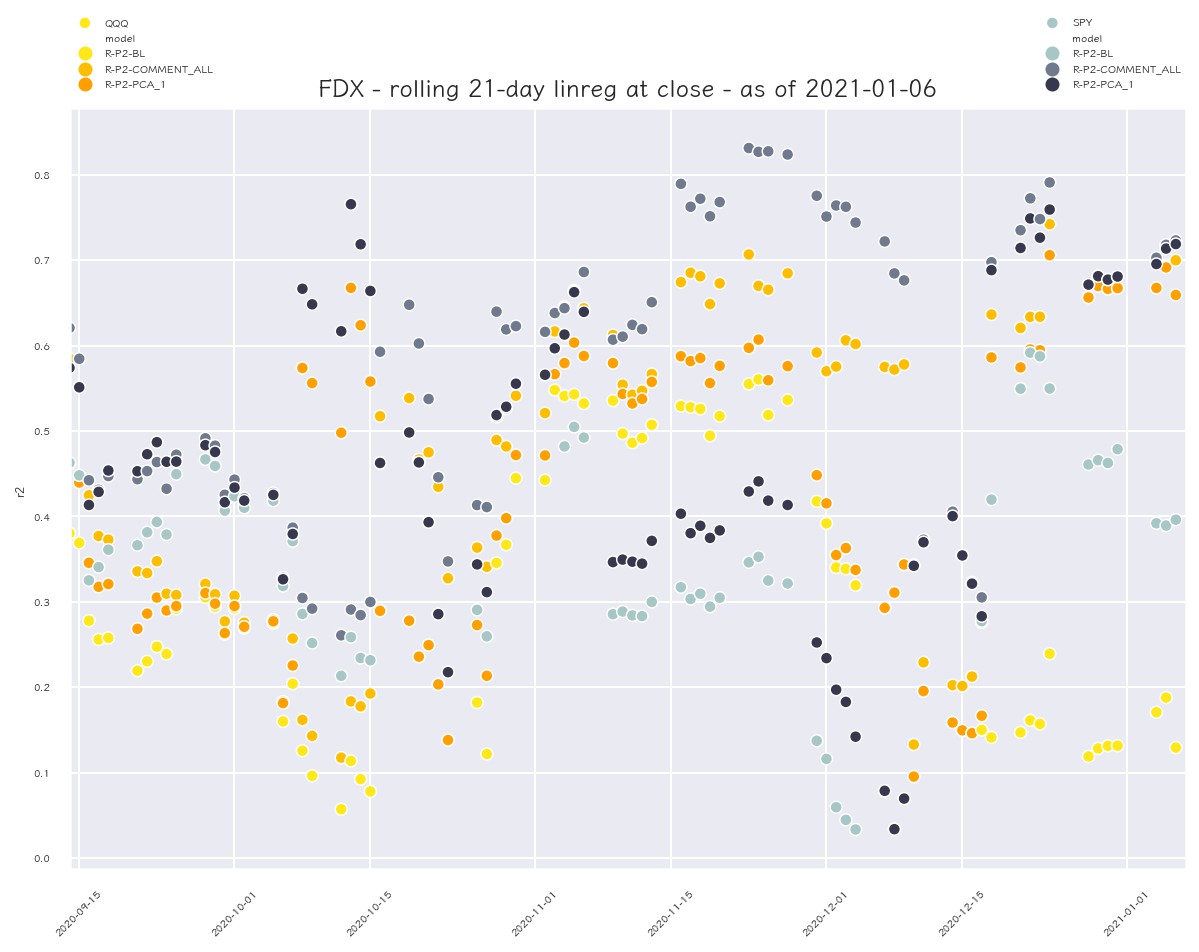 QQQ
model
R-P2-BL
R-P2-COMMENT_ALL
R-P2-PCA_1
SPY
model
R-P2-BL
R-P2-COMMENT_ALL
R-P2-PCA_1
FDX - rolling 21-day linreg at close - as of 2021-01-06
r2
0.8
0.7
0.6
0.5
0.4
0.3
0.2
0.1
0.0
2020-09-15
2020-10-01
2020-10-15
2020-11-01
2020-11-15
2020-12-01
2020-12-15
2021-01-01